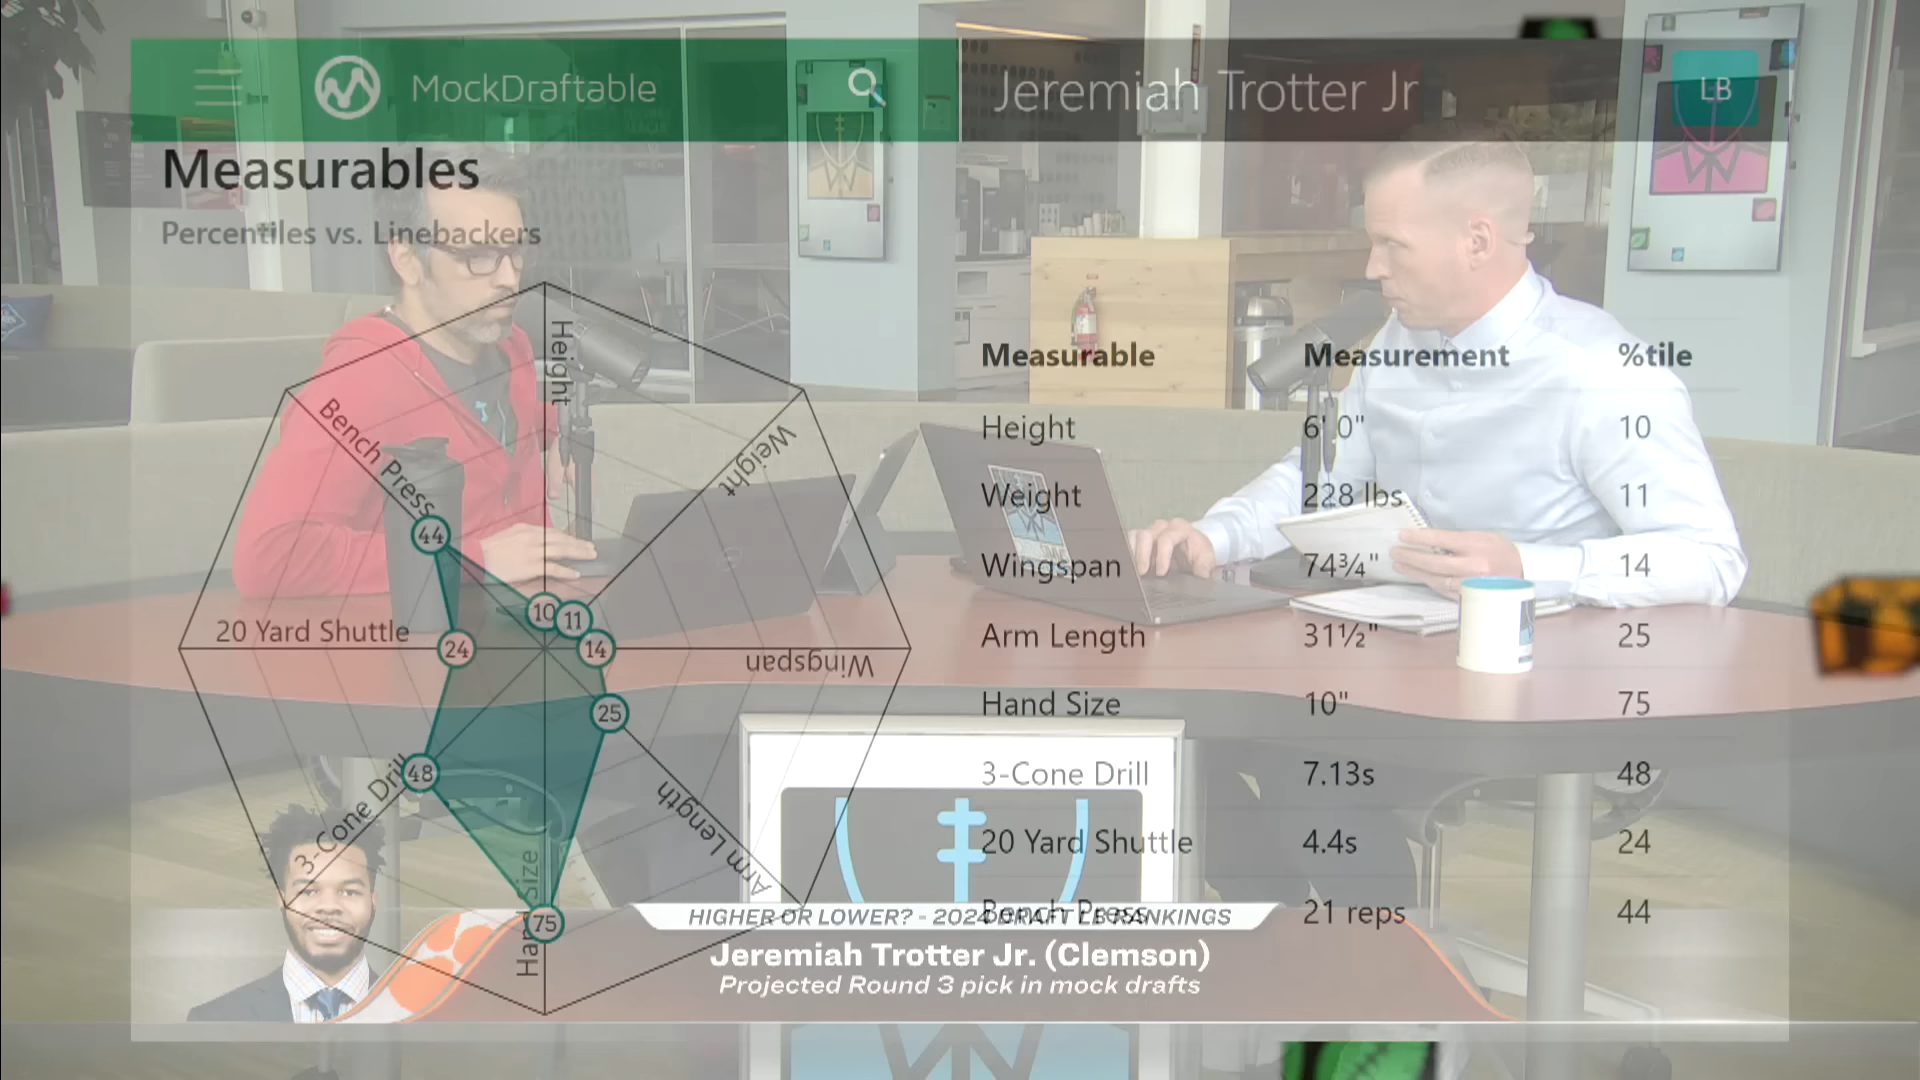 MockDraftable
Jeremiah Trotter Jr
LB
Measurables
Percentiles vs. Linebackers
Height
Weight
Wingspan
Arm Length
Hand Size
3-Cone Drill
20 Yard Shuttle
Bench Press
10
11
14
25
75
48
24
44
Measurable Measurement %tile
Height 6' 0" 10
Weight 228 lbs 11
Wingspan 74¾" 14
Arm Length 31½" 25
Hand Size 10" 75
3-Cone Drill 7.13s 48
20 Yard Shuttle 4.4s 24
Bench Press 21 reps 44
HIGHER OR LOWER? - 2024 DRAFT LB RANKINGS
Jeremiah Trotter Jr. (Clemson)
Projected Round 3 pick in mock drafts